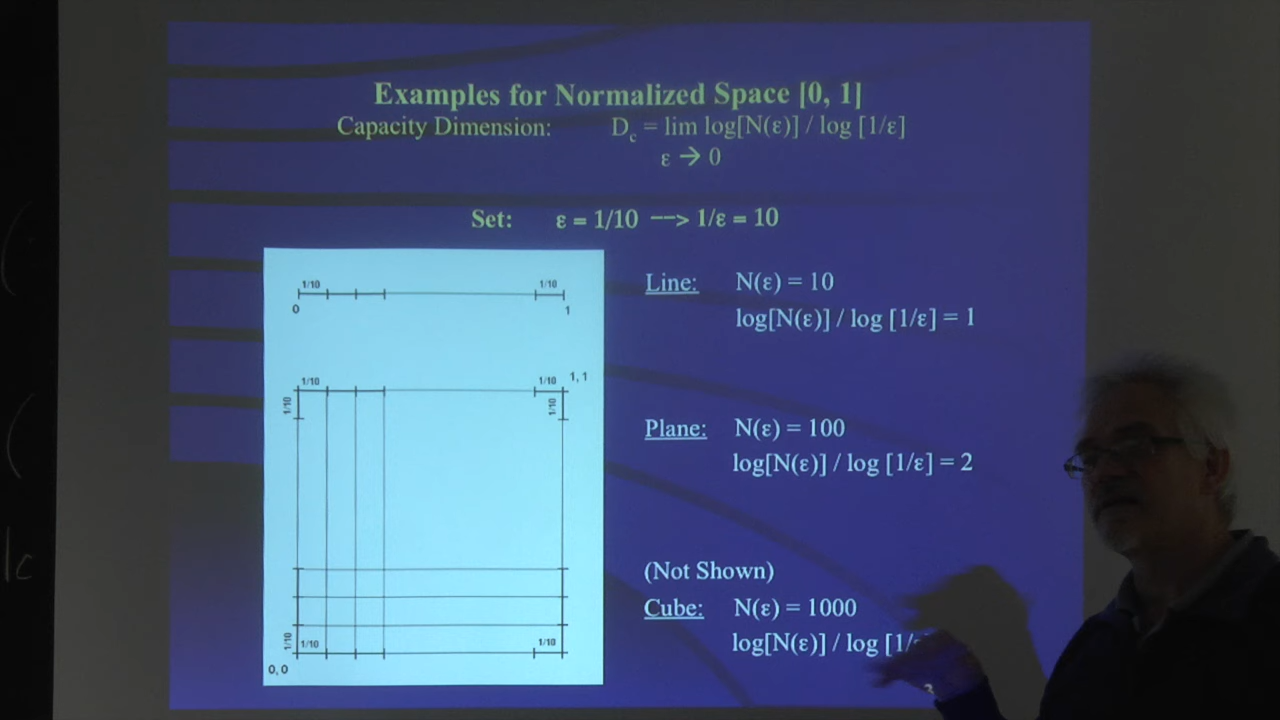 Examples for Normalized Space [0, 1]
Capacity Dimension: D_c = lim log[N(ε)] / log [1/ε]
ε → 0
Set: ε = 1/10 ––> 1/ε = 10
1/10 1/10
0 1
Line: N(ε) = 10
log[N(ε)] / log [1/ε] = 1
1/10 1/10 1, 1
1/10 1/10
Plane: N(ε) = 100
log[N(ε)] / log [1/ε] = 2
1/10 1/10 1/10
0, 0
(Not Shown)
Cube: N(ε) = 1000
log[N(ε)] / log [1/
3